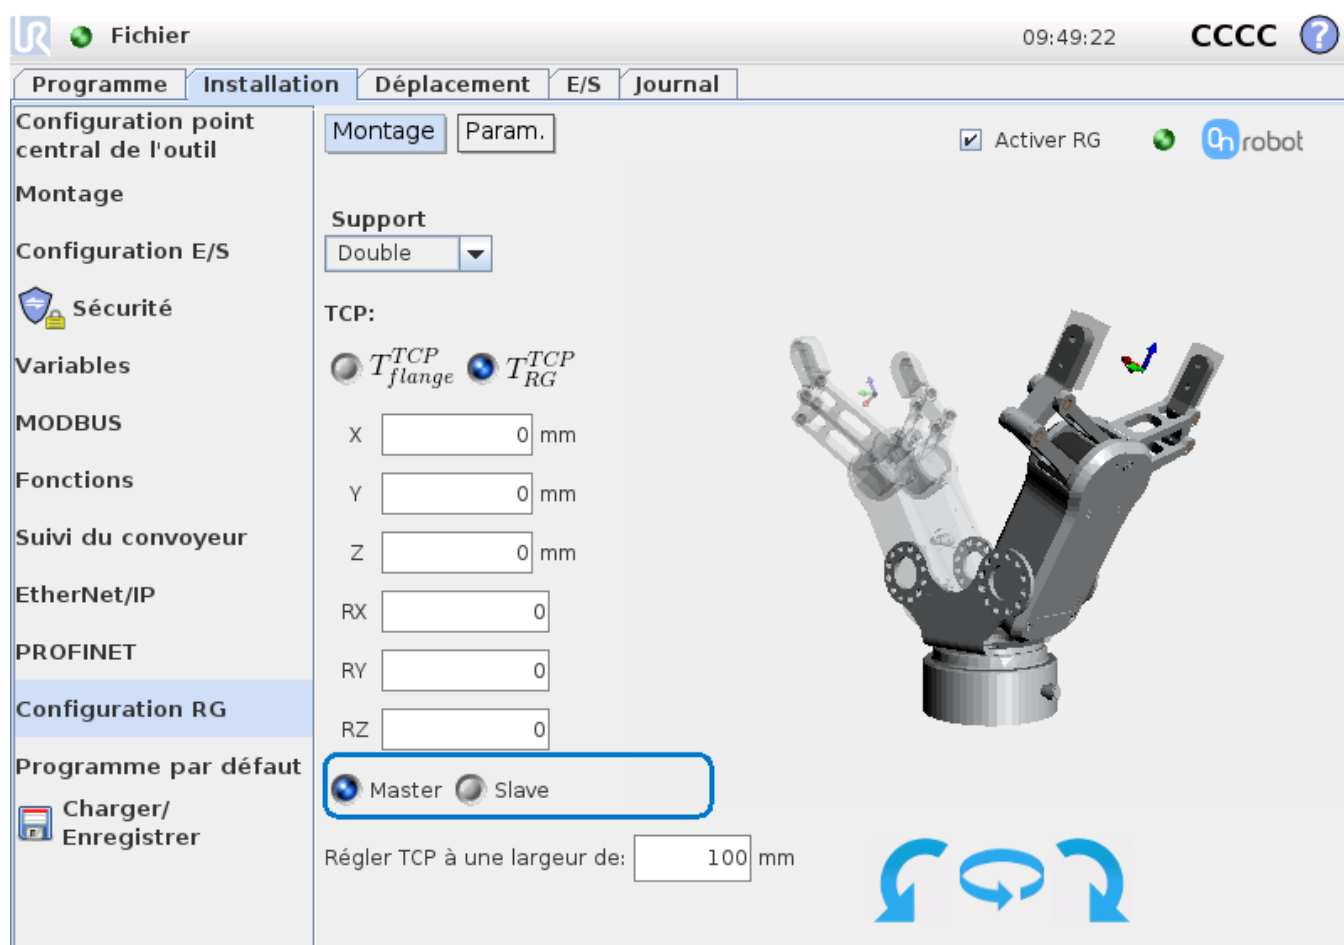 Fichier
09:49:22
CCCC
?
Programme
Installation
Déplacement
E/S
Journal
Configuration point
central de l'outil
Montage
Configuration E/S
Sécurité
Variables
MODBUS
Fonctions
Suivi du convoyeur
EtherNet/IP
PROFINET
Configuration RG
Programme par défaut
Charger/
Enregistrer
Montage
Param.
Activer RG
On robot
Support
Double
TCP:
T_{flange}^{TCP}
T_{RG}^{TCP}
X 0 mm
Y 0 mm
Z 0 mm
RX 0
RY 0
RZ 0
Master
Slave
Régler TCP à une largeur de: 100 mm